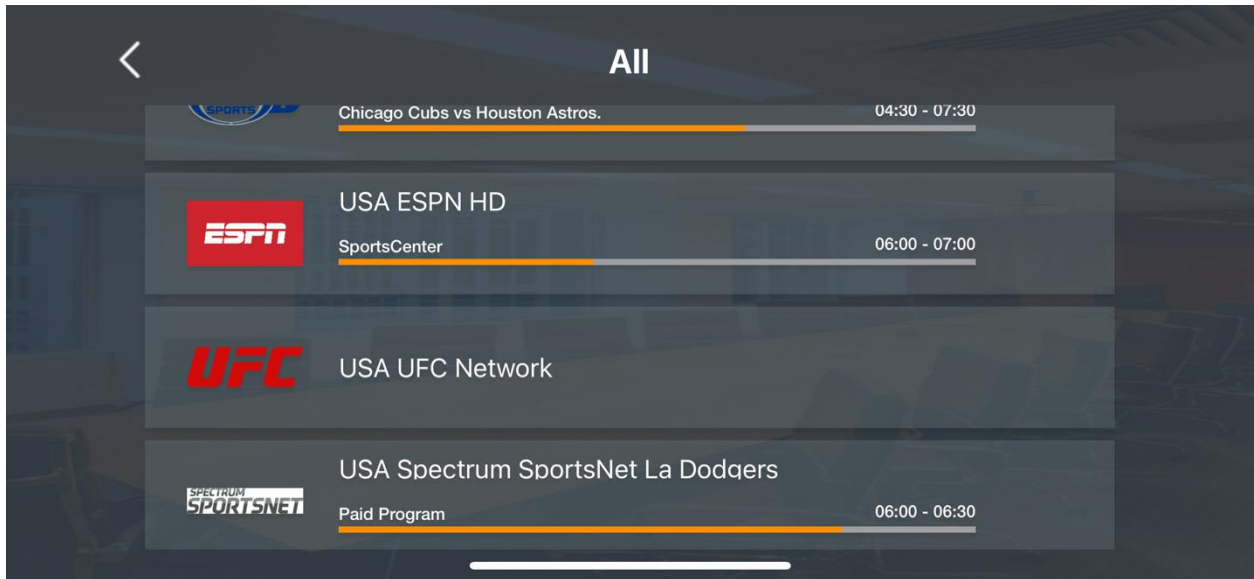 All
SPORTS
Chicago Cubs vs Houston Astros.
04:30 - 07:30
USA ESPN HD
ESPN
SportsCenter
06:00 - 07:00
UFC
USA UFC Network
USA Spectrum SportsNet La Dodgers
SPECTRUM
SPORTSNET
Paid Program
06:00 - 06:30